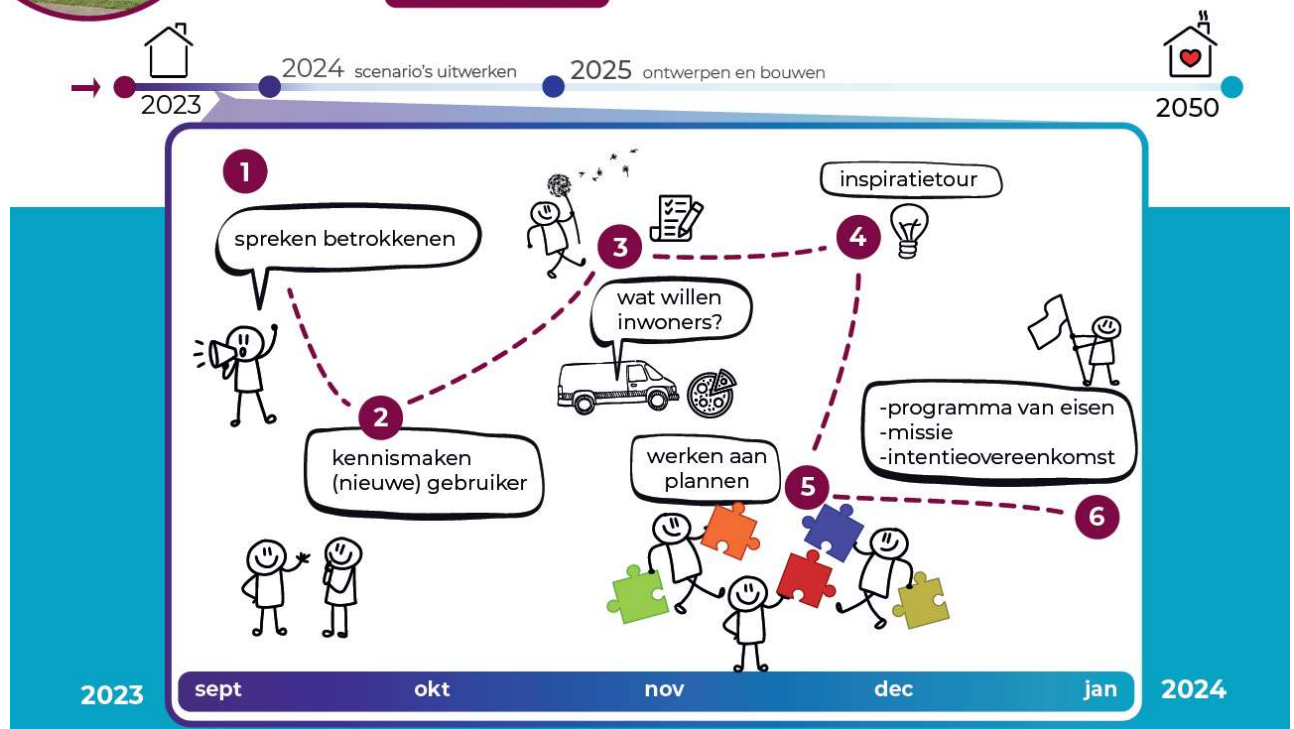 2024 scenario's uitwerken
2025 ontwerpen en bouwen
2023
2050
1
spreken betrokkenen
2
kennismaken
(nieuwe) gebruiker
3
wat willen
inwoners?
4
inspiratietour
werken aan
plannen
5
-programma van eisen
-missie
-intentieovereenkomst
6
2023
sept
okt
nov
dec
jan
2024